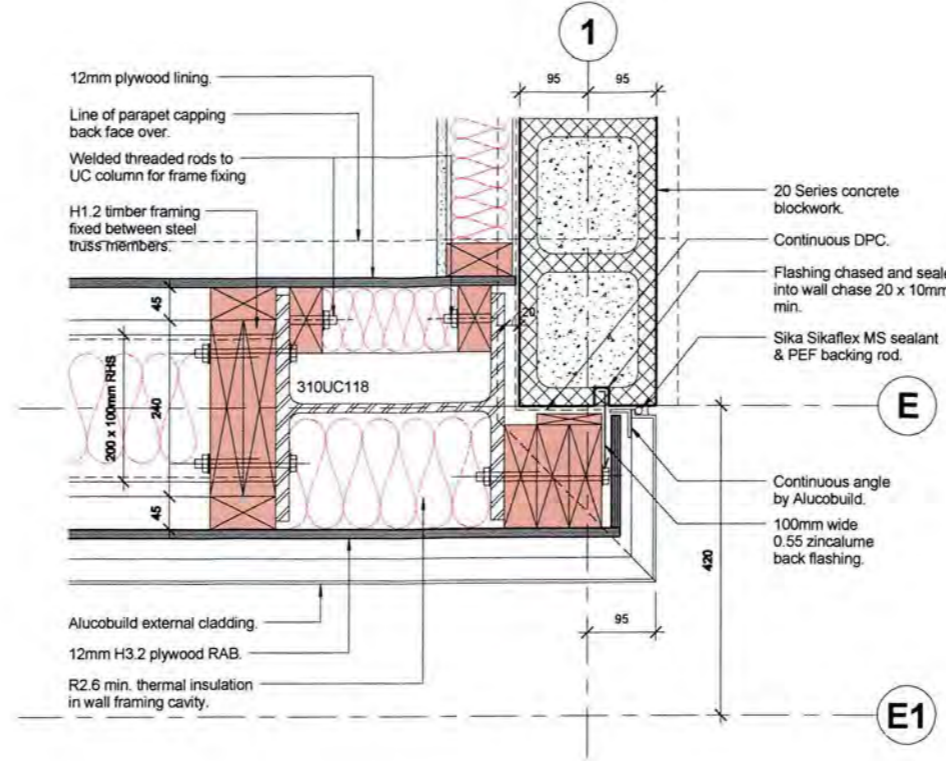 1
95
95
12mm plywood lining.
Line of parapet capping
back face over.
Welded threaded rods to
UC column for frame fixing
H1.2 timber framing
fixed between steel
truss members.
20 Series concrete
blockwork.
Continuous DPC.
Flashing chased and seale
into wall chase 20 x 10mm
min.
Sika Sikaflex MS sealant
& PEF backing rod.
45
20
200 x 100mm RHS
240
310UC118
E
45
Continuous angle
by Alucobuild.
100mm wide
0.55 zincalume
back flashing.
420
95
Alucobuild external cladding.
12mm H3.2 plywood RAB.
R2.6 min. thermal insulation
in wall framing cavity.
E1